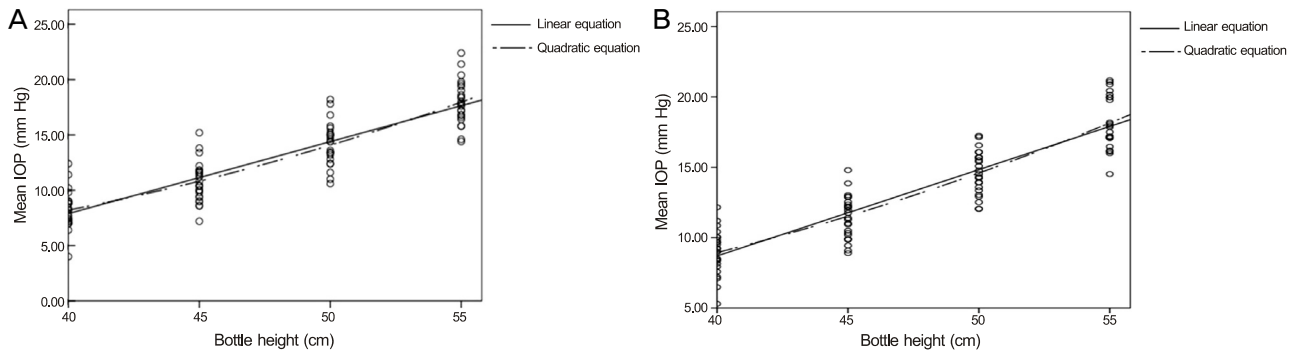 A
Mean IOP (mm Hg)
25.00
20.00
15.00
10.00
5.00
0.00
40
45
50
55
Bottle height (cm)
Linear equation
Quadratic equation
B
Mean IOP (mm Hg)
25.00
20.00
15.00
10.00
5.00
40
45
50
55
Bottle height (cm)
Linear equation
Quadratic equation